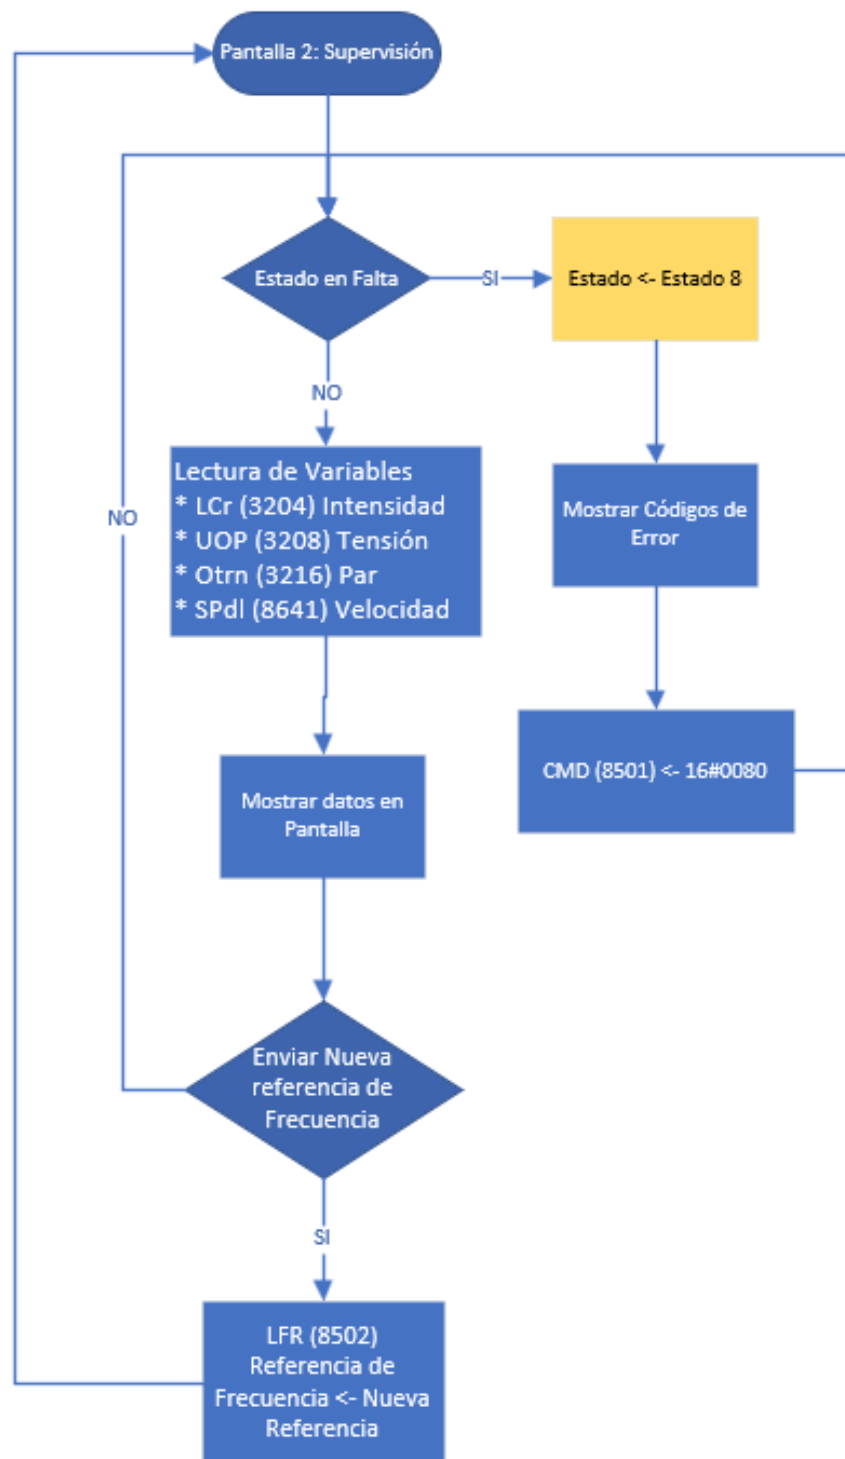 Pantalla 2: Supervisión
Estado en Falta
SI
Estado <- Estado 8
NO
Lectura de Variables
* LCr (3204) Intensidad
* UOP (3208) Tensión
* Otrn (3216) Par
* SPdl (8641) Velocidad
NO
Mostrar Códigos de
Error
CMD (8501) <- 16#0080
Mostrar datos en
Pantalla
Enviar Nueva
referencia de
Frecuencia
SI
LFR (8502)
Referencia de
Frecuencia <- Nueva
Referencia